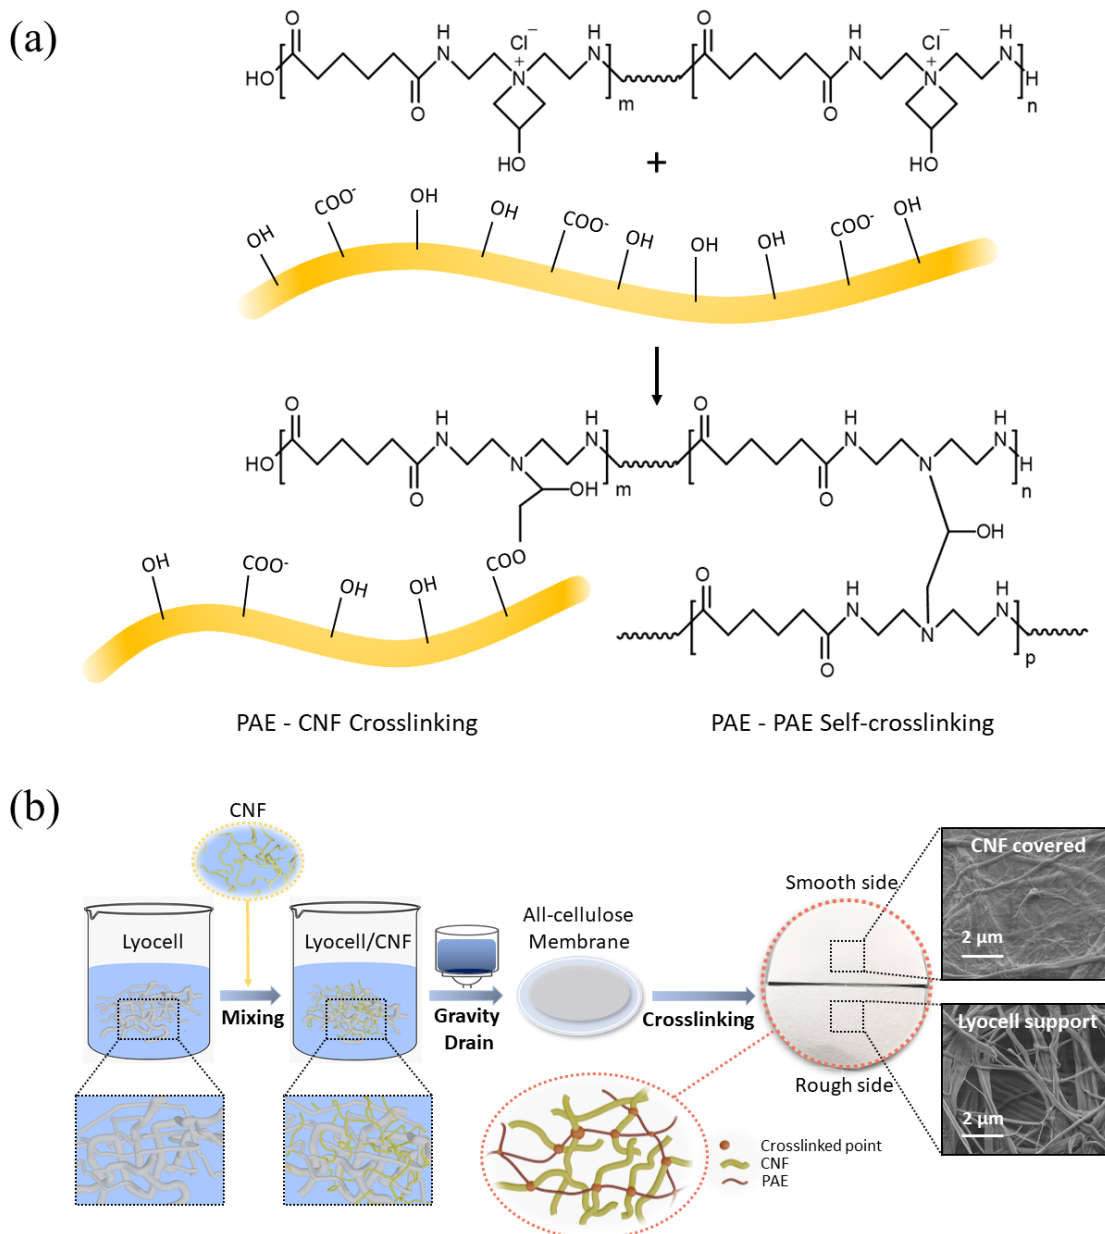 (a)
O
H
N
Cl⁻
H
N
O
H
N
Cl⁻
H
N
HO
N
+
m
N
+
H
n
O
O
HO
HO
+
OH
COO⁻
OH
OH
COO⁻
OH
OH
OH
COO⁻
OH
O
H
N
H
N
O
H
N
H
N
HO
N
m
N
H
n
O
OH
O
OH
COO
OH
COO⁻
OH
OH
O
H
N
H
N
N
O
p
PAE - CNF Crosslinking
PAE - PAE Self-crosslinking
(b)
CNF
CNF covered
2 μm
Smooth side
Lyocell
Lyocell/CNF
All-cellulose
Membrane
Mixing
Gravity
Drain
Crosslinking
Lyocell support
2 μm
Rough side
Crosslinked point
CNF
PAE